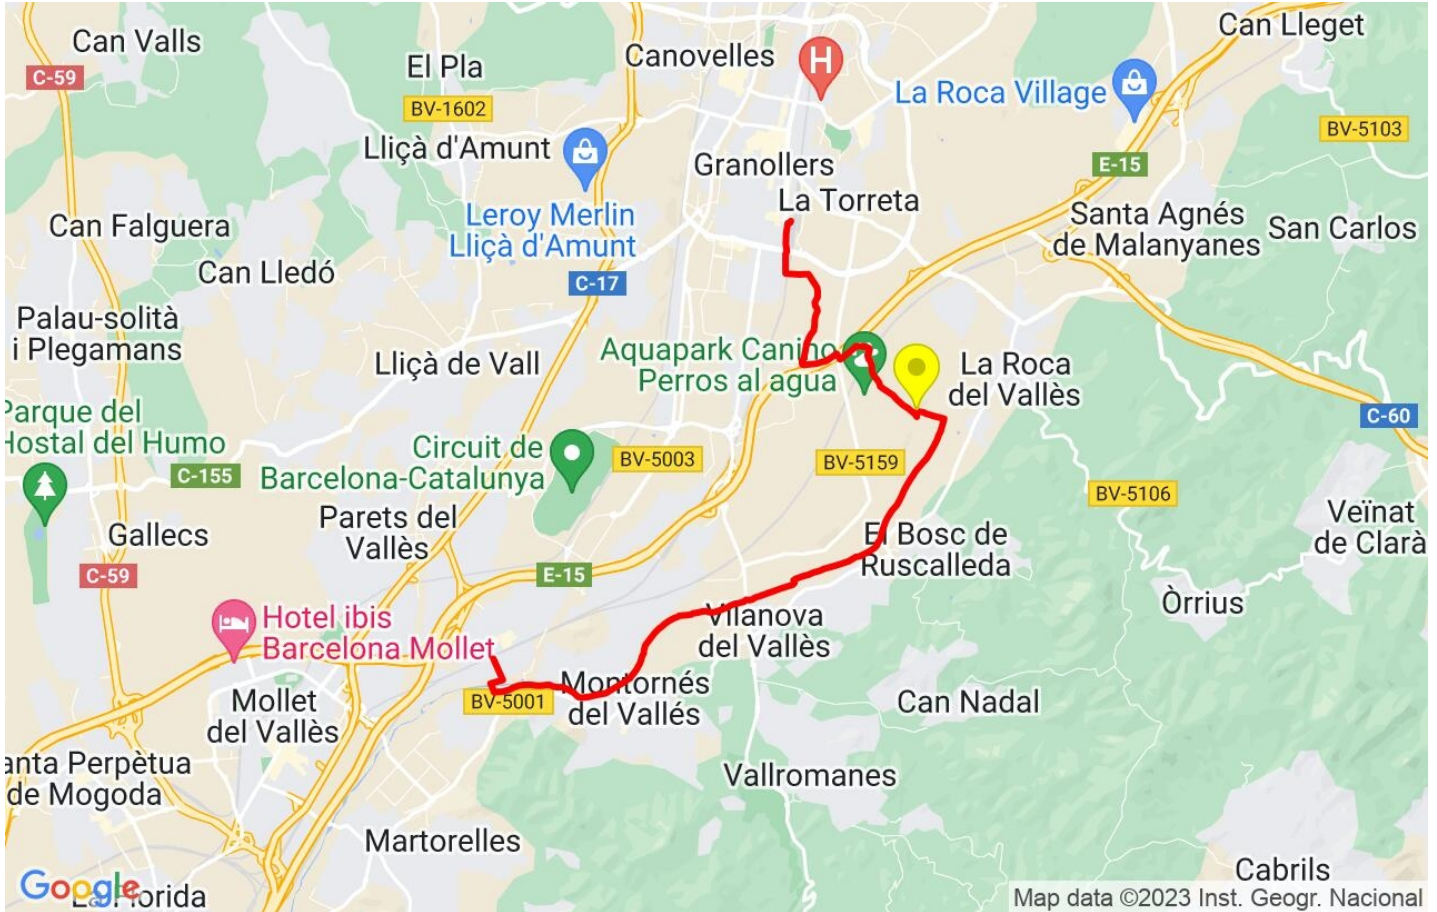 Can Lleget
Can Valls
Canovelles
H
El Pla
C-59
La Roca Village
BV-1602
BV-5103
Lliçà d'Amunt
Granollers
E-15
La Torreta
Leroy Merlin
Lliçà d'Amunt
Santa Agnés
de Malanyanes
San Carlos
Can Falguera
Can Lledó
C-17
Palau-solità
i Plegamans
Lliçà de Vall
Aquapark Canino
Perros al agua
La Roca
del Vallès
Parque del
Hostal del Humo
C-60
Circuit de
Barcelona-Catalunya
BV-5003
BV-5159
C-155
BV-5106
Parets del
Vallès
Gallecs
El Bosc de
Ruscalleda
Veïnat
de Clarà
C-59
E-15
Òrrius
Hotel ibis
Barcelona Mollet
Vilanova
del Vallès
Mollet
del Vallès
BV-5001
Montornés
del Vallés
Can Nadal
anta Perpètua
de Mogoda
Vallromanes
Martorelles
Cabrils
Google
La Florida
Map data ©2023 Inst. Geogr. Nacional